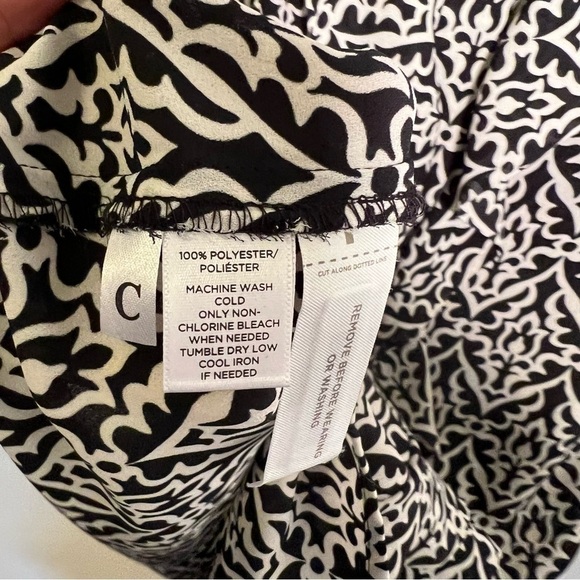 C
100% POLYESTER/
POLIÉSTER
MACHINE WASH
COLD
ONLY NON-
CHLORINE BLEACH
WHEN NEEDED
TUMBLE DRY LOW
COOL IRON
IF NEEDED
CUT ALONG DOTTED LINE
REMOVE BEFORE WEARING
OR WASHING